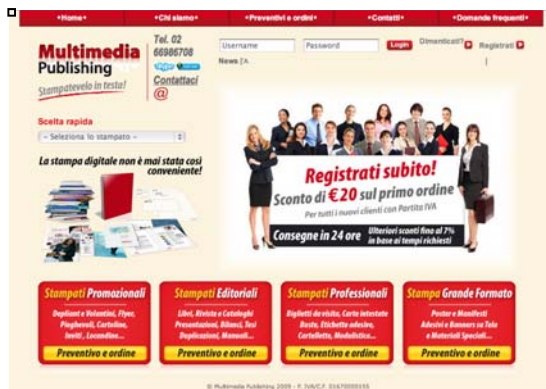 •Home•
•Chi siamo•
•Preventivi e ordini•
•Contatti•
•Domande frequenti•
Multimedia
Publishing
Stampatevelo in testa!
Tel. 02
66986708
Contattaci
@
Username
Password
Login
Dimenticati?
Registrati
News
Scelta rapida
- Seleziona lo stampato -
La stampa digitale non è mai stata così
conveniente!
Registrati subito!
Sconto di €20 sul primo ordine
Per tutti i nuovi clienti con Partita IVA
Consegne in 24 ore
Ulteriori sconti fino al 7%
in base ai tempi richiesti
Stampati Promozionali
Depliant e Volantini, Flyer,
Pieghevoli, Cartoline,
Inviti, Locandine...
Preventivo e ordine
Stampati Editoriali
Libri, Riviste e Cataloghi
Presentazioni, Bilanci, Tesi
Duplicazioni, Manuali...
Preventivo e ordine
Stampati Professionali
Biglietti da visita, Carta intestata
Buste, Etichette adesive,
Cartellette, Modulistica...
Preventivo e ordine
Stampa Grande Formato
Poster e Manifesti
Adesivi e Banners su Tela
e Materiali Speciali...
Preventivo e ordine
© Multimedia Publishing 2009 - P. IVA/C.F.